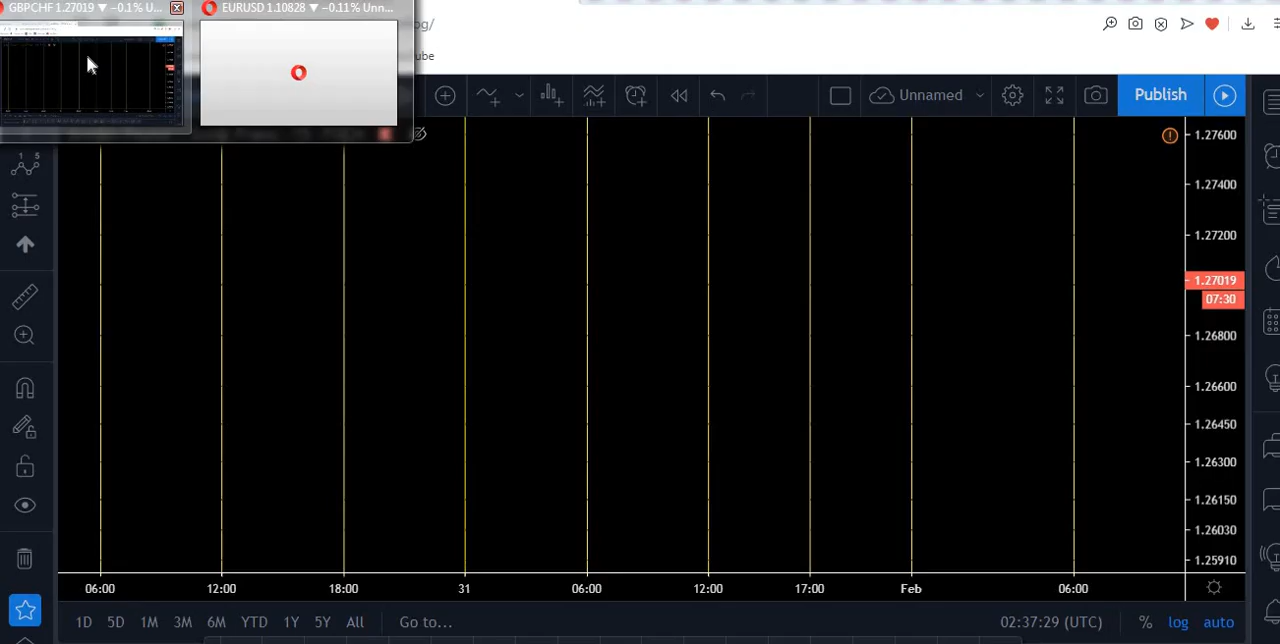 GBPCHF 1.27019 ▼ −0.1% U...
EURUSD 1.10828 ▼ −0.11% Unn...
og/
ube
Unnamed
Publish
1 5
1.27600
1.27400
1.27200
1.27019
07:30
1.26800
1.26600
1.26450
1.26300
1.26150
1.26030
1.25910
06:00 12:00 18:00 31 06:00 12:00 17:00 Feb 06:00
1D 5D 1M 3M 6M YTD 1Y 5Y All Go to... 02:37:29 (UTC) % log auto